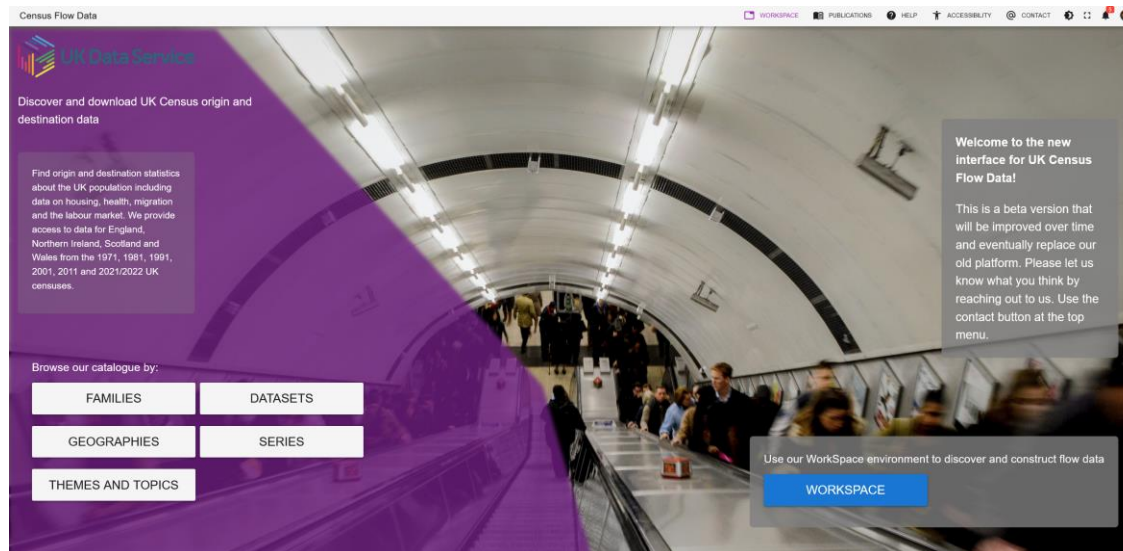 Census Flow Data
WORKSPACE
PUBLICATIONS
HELP
ACCESSIBILITY
CONTACT
UK Data Service
Discover and download UK Census origin and
destination data
Find origin and destination statistics
about the UK population including
data on housing, health, migration
and the labour market. We provide
access to data for England,
Northern Ireland, Scotland and
Wales from the 1971, 1981, 1991,
2001, 2011 and 2021/2022 UK
censuses.
Welcome to the new
interface for UK Census
Flow Data!
This is a beta version that
will be improved over time
and eventually replace our
old platform. Please let us
know what you think by
reaching out to us. Use the
contact button at the top
menu.
Browse our catalogue by:
FAMILIES
DATASETS
GEOGRAPHIES
SERIES
THEMES AND TOPICS
Use our WorkSpace environment to discover and construct flow data
WORKSPACE